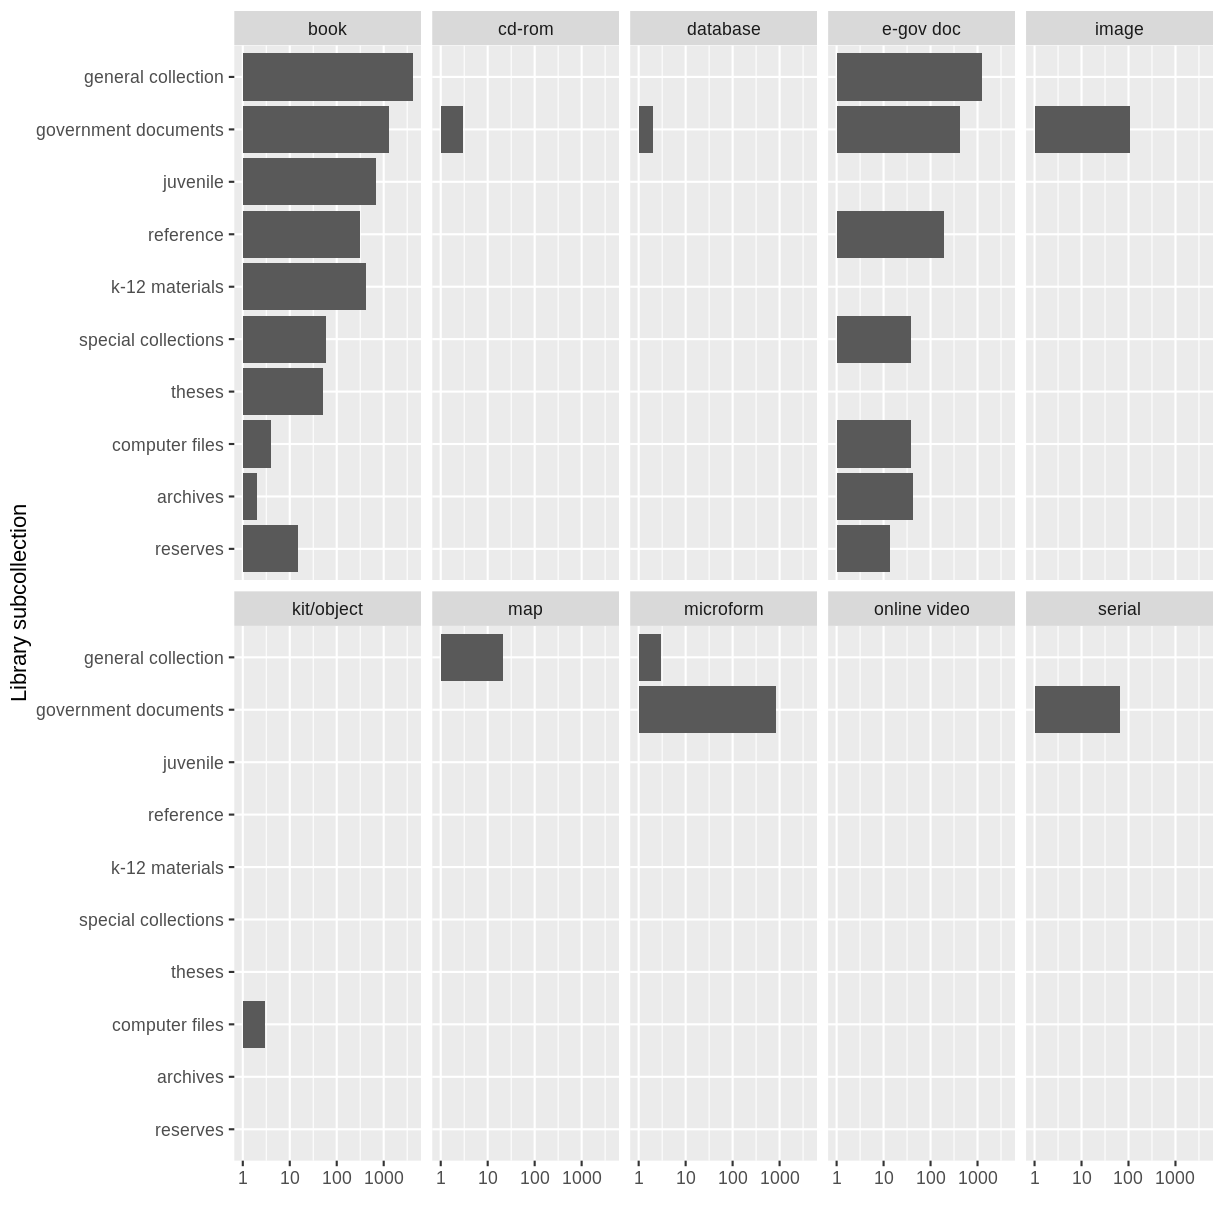 book cd-rom database e-gov doc image
general collection
government documents
juvenile
reference
k-12 materials
special collections
theses
computer files
archives
reserves
Library subcollection
kit/object map microform online video serial
general collection
government documents
juvenile
reference
k-12 materials
special collections
theses
computer files
archives
reserves
1 10 100 1000 1 10 100 1000 1 10 100 1000 1 10 100 1000 1 10 100 1000